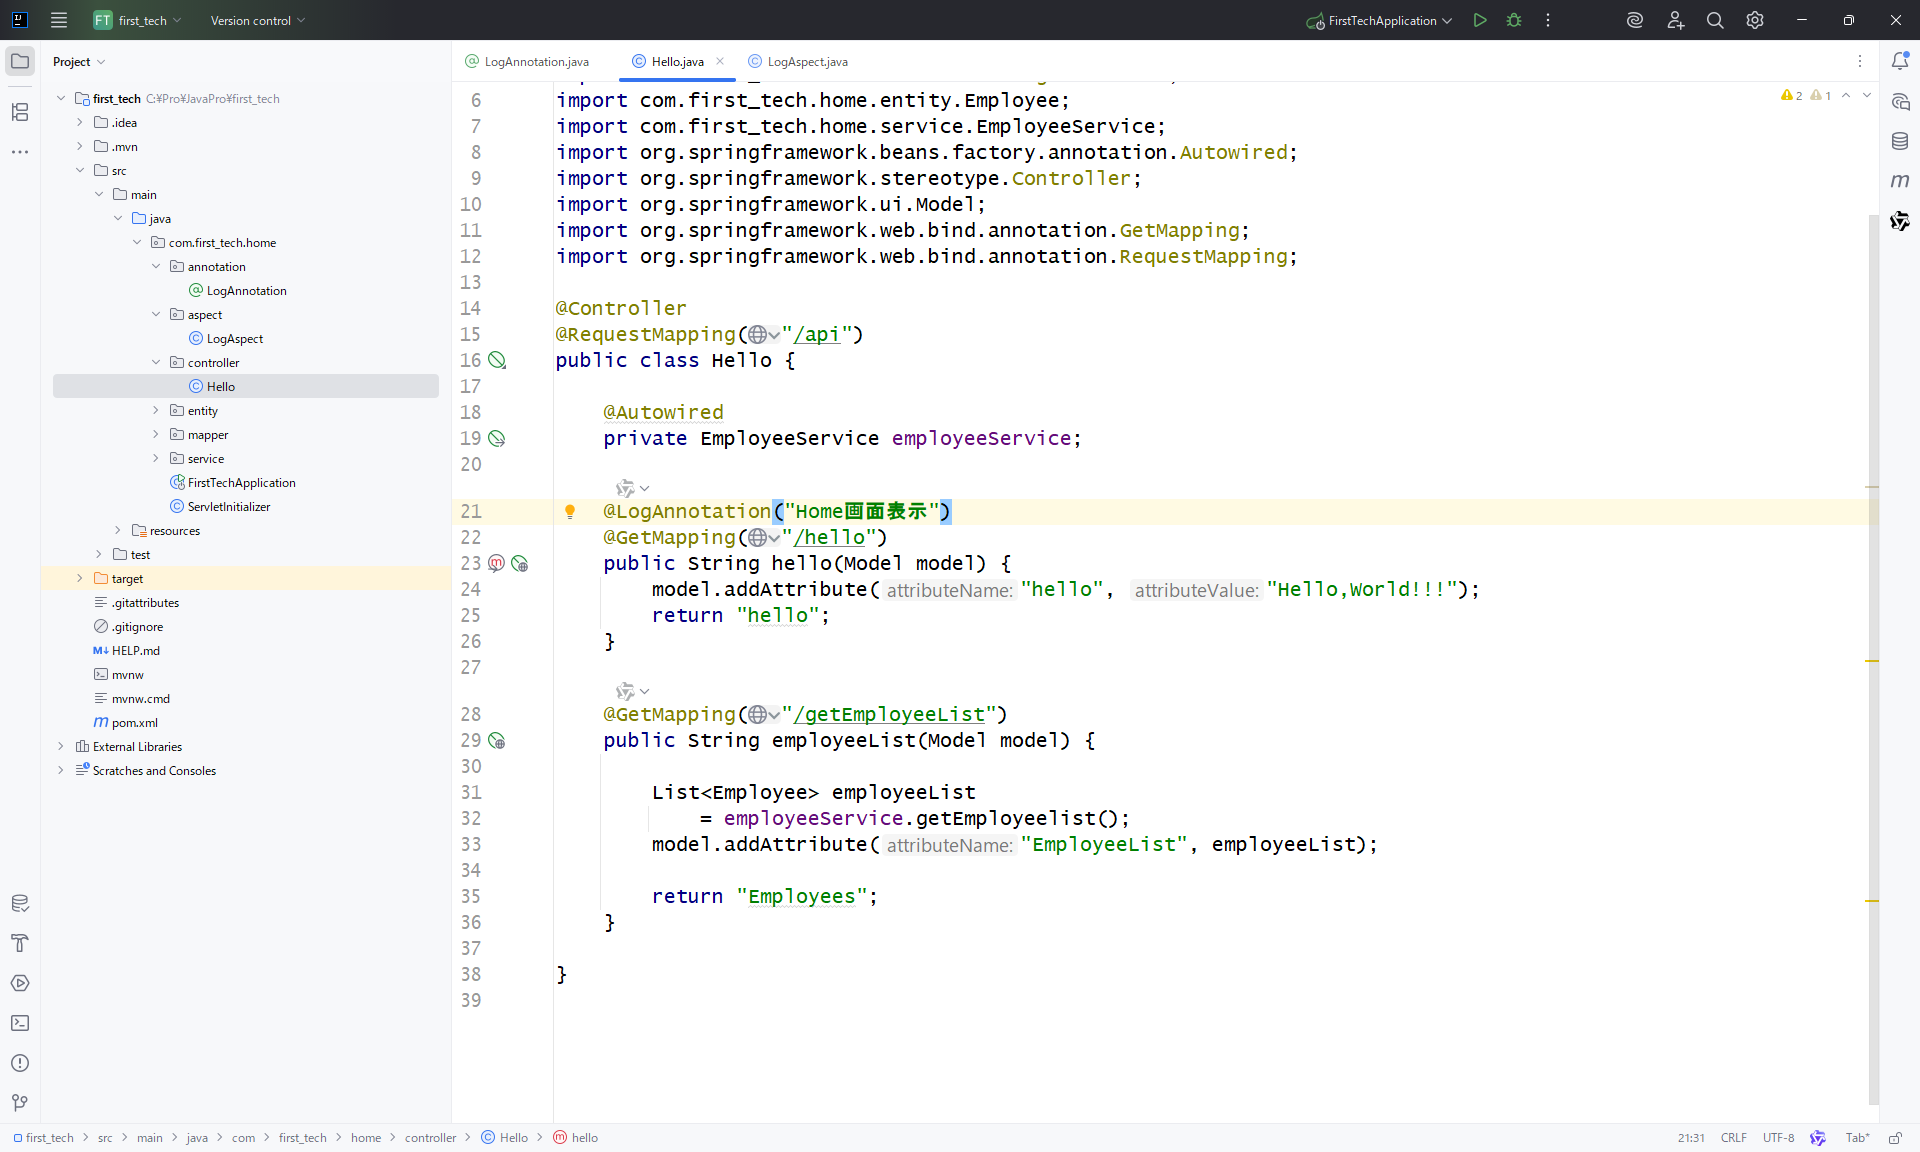 FT first_tech Version control FirstTechApplication
Project
LogAnnotation.java Hello.java LogAspect.java
first_tech C:¥Pro¥JavaPro¥first_tech
.idea
.mvn
src
main
java
com.first_tech.home
annotation
LogAnnotation
aspect
LogAspect
controller
Hello
entity
mapper
service
FirstTechApplication
ServletInitializer
resources
test
target
.gitattributes
.gitignore
M↓ HELP.md
mvnw
mvnw.cmd
m pom.xml
External Libraries
Scratches and Consoles
2 1
6 import com.first_tech.home.entity.Employee;
7 import com.first_tech.home.service.EmployeeService;
8 import org.springframework.beans.factory.annotation.Autowired;
9 import org.springframework.stereotype.Controller;
10 import org.springframework.ui.Model;
11 import org.springframework.web.bind.annotation.GetMapping;
12 import org.springframework.web.bind.annotation.RequestMapping;
13
14 @Controller
15 @RequestMapping("/api")
16 public class Hello {
17
18 @Autowired
19 private EmployeeService employeeService;
20
21 @LogAnnotation("Home画面表示")
22 @GetMapping("/hello")
23 public String hello(Model model) {
24 model.addAttribute( attributeName: "hello", attributeValue: "Hello,World!!!");
25 return "hello";
26 }
27
28 @GetMapping("/getEmployeeList")
29 public String employeeList(Model model) {
30
31 List<Employee> employeeList
32 = employeeService.getEmployeelist();
33 model.addAttribute( attributeName: "EmployeeList", employeeList);
34
35 return "Employees";
36 }
37
38 }
39
first_tech > src > main > java > com > first_tech > home > controller > Hello > hello
21:31 CRLF UTF-8 Tab*